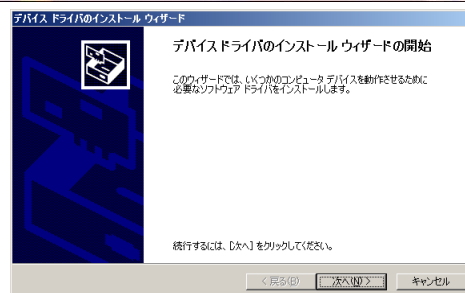 デバイス ドライバのインストール ウィザード
デバイス ドライバのインストール ウィザードの開始
このウィザードでは、いくつかのコンピュータ デバイスを動作させるために
必要なソフトウェア ドライバをインストールします。
続行するには、[次へ] をクリックしてください。
< 戻る(B) 次へ(N) > キャンセル